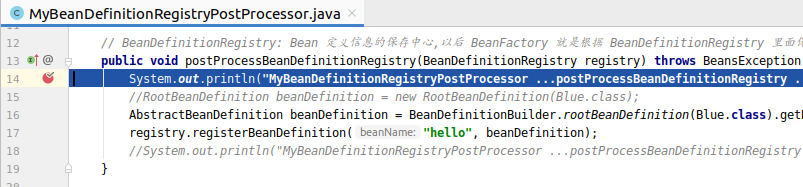 MyBeanDefinitionRegistryPostProcessor.java
12 // BeanDefinitionRegistry: Bean 定义信息的保存中心,以后 BeanFactory 就是根据 BeanDefinitionRegistry 里面
13 public void postProcessBeanDefinitionRegistry(BeanDefinitionRegistry registry) throws BeansException
14 System.out.println("MyBeanDefinitionRegistryPostProcessor ...postProcessBeanDefinitionRegistry ..
15 //RootBeanDefinition beanDefinition = new RootBeanDefinition(Blue.class);
16 AbstractBeanDefinition beanDefinition = BeanDefinitionBuilder.rootBeanDefinition(Blue.class).get
17 registry.registerBeanDefinition( beanName: "hello", beanDefinition);
18 //System.out.println("MyBeanDefinitionRegistryPostProcessor ...postProcessBeanDefinitionRegistry
19 }